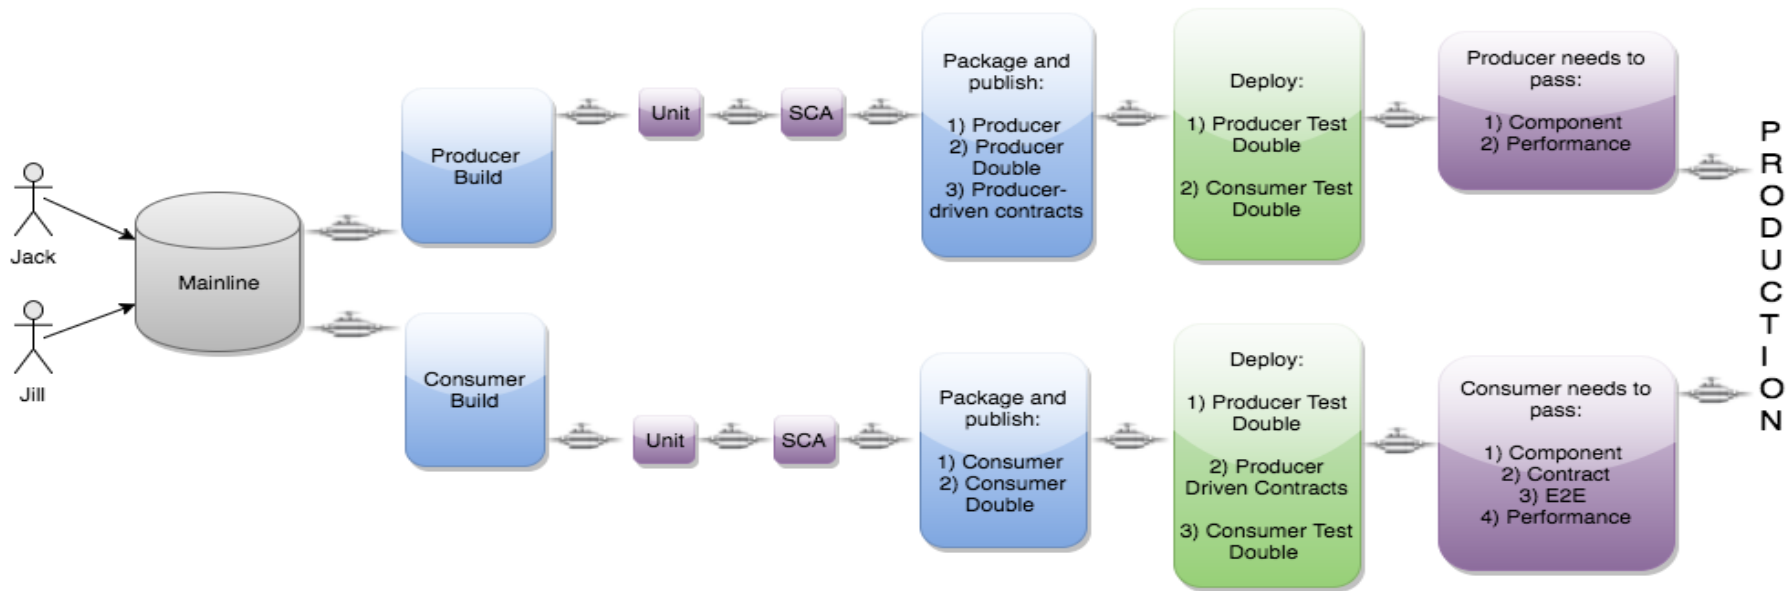 Jack
Jill
Mainline
Producer
Build
Unit
SCA
Package and
publish:
1) Producer
2) Producer
Double
3) Producer-
driven contracts
Deploy:
1) Producer Test
Double
2) Consumer Test
Double
Producer needs to
pass:
1) Component
2) Performance
Consumer
Build
Unit
SCA
Package and
publish:
1) Consumer
2) Consumer
Double
Deploy:
1) Producer Test
Double
2) Producer
Driven Contracts
3) Consumer Test
Double
Consumer needs to
pass:
1) Component
2) Contract
3) E2E
4) Performance
PRODUCTION